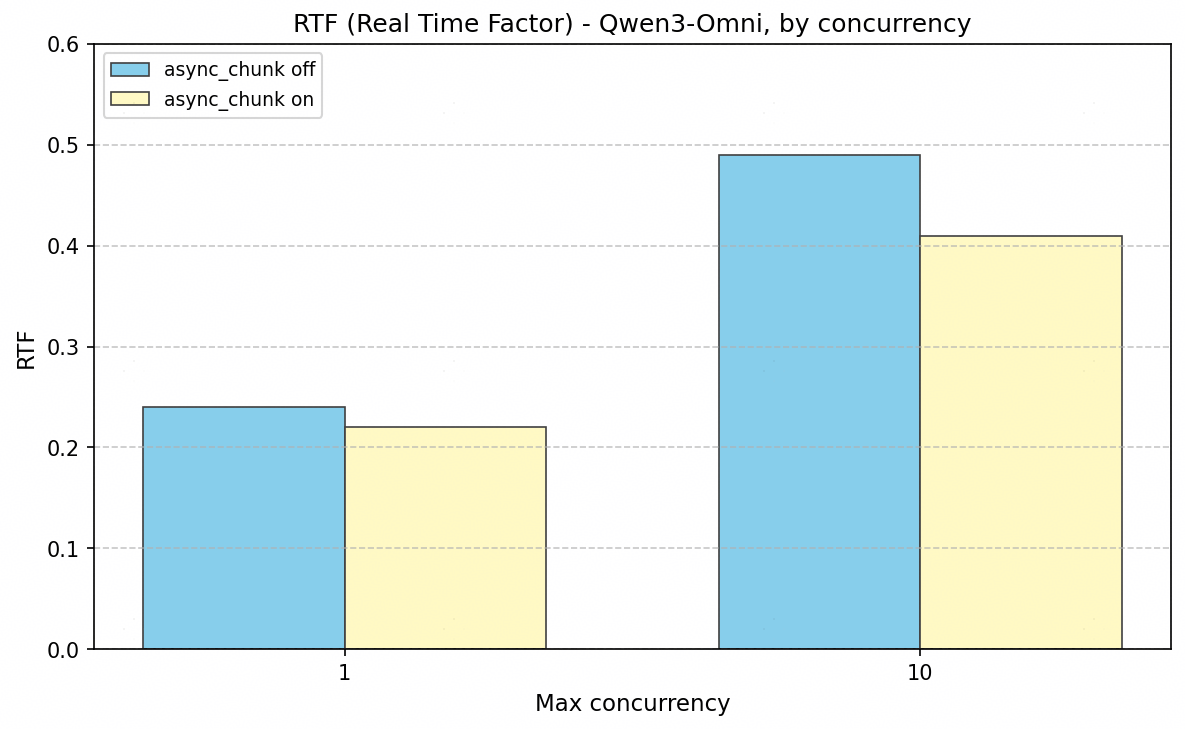 RTF (Real Time Factor) - Qwen3-Omni, by concurrency
async_chunk off
async_chunk on
0.6
0.5
0.4
0.3
0.2
0.1
0.0
RTF
1
10
Max concurrency